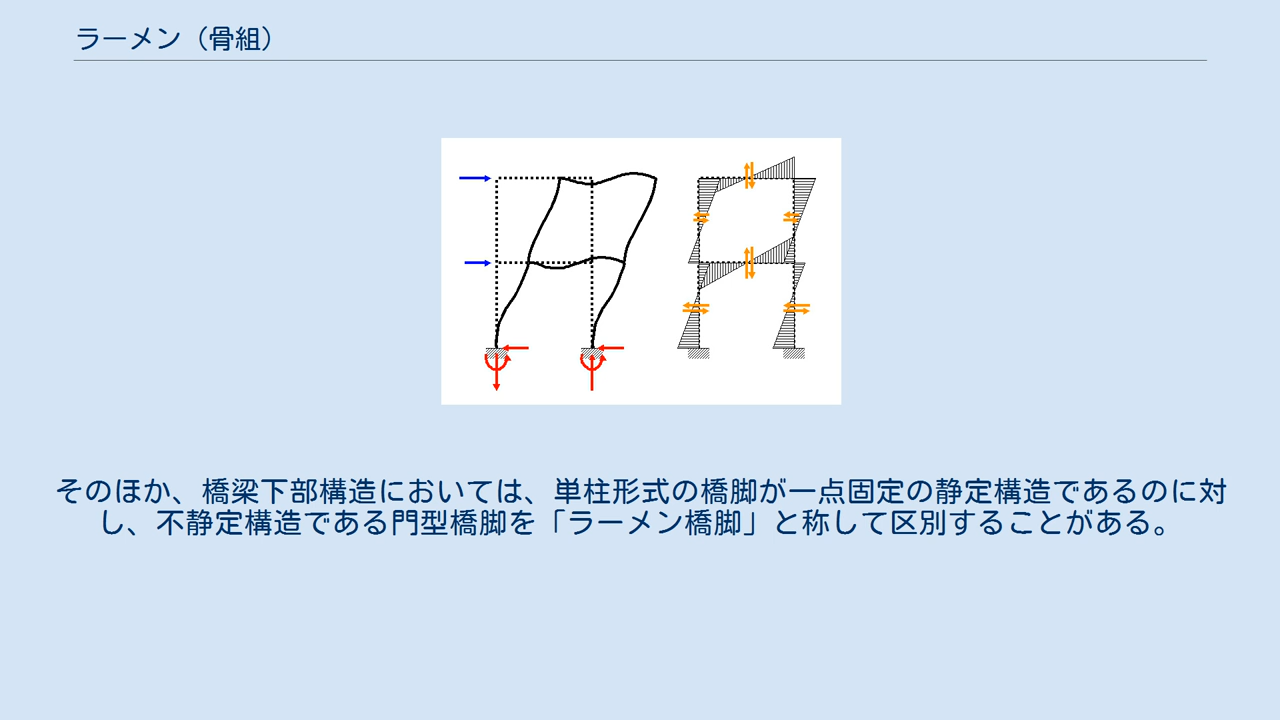 ラーメン（骨組）
そのほか、橋梁下部構造においては、単柱形式の橋脚が一点固定の静定構造であるのに対
し、不静定構造である門型橋脚を「ラーメン橋脚」と称して区別することがある。